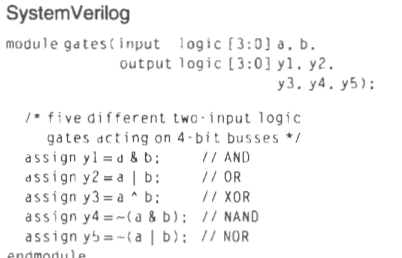 SystemVerilog
module gates(input logic [3:0] a, b,
output logic [3:0] y1, y2,
y3, y4, y5);
/* five different two-input logic
gates acting on 4-bit busses */
assign y1 = a & b; // AND
assign y2 = a | b; // OR
assign y3 = a ^ b; // XOR
assign y4 = ~(a & b); // NAND
assign y5 = ~(a | b); // NOR
endmodule